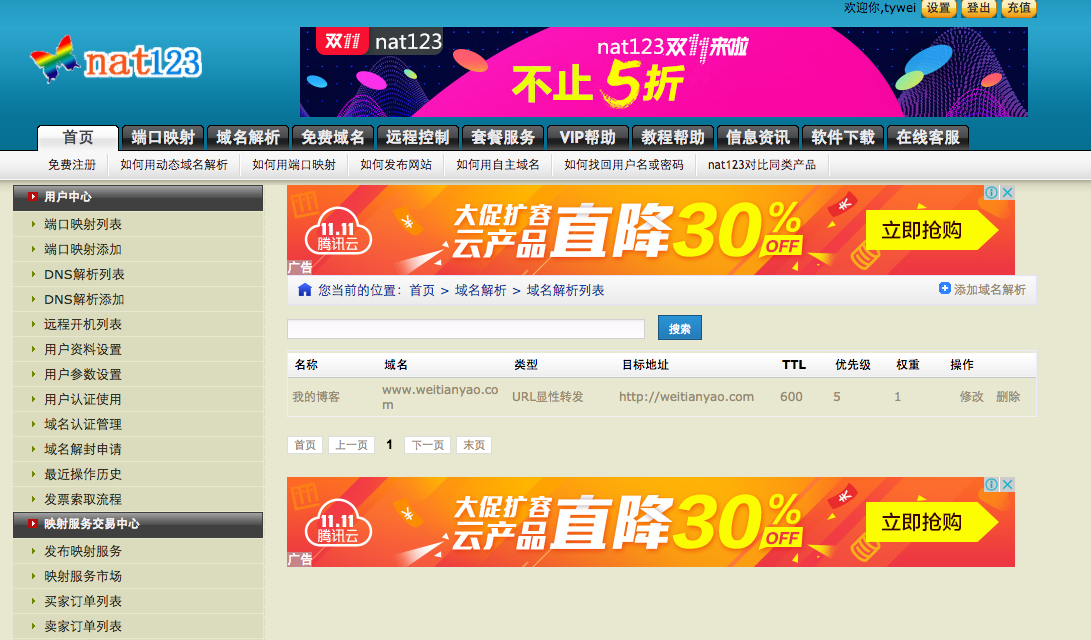 欢迎你,tywei 设置 登出 充值
nat123
双11 nat123
nat123双11来啦
不止5折
首页 端口映射 域名解析 免费域名 远程控制 套餐服务 VIP帮助 教程帮助 信息资讯 软件下载 在线客服
免费注册 如何用动态域名解析 如何用端口映射 如何发布网站 如何用自主域名 如何找回用户名或密码 nat123对比同类产品
用户中心
端口映射列表
端口映射添加
DNS解析列表
DNS解析添加
远程开机列表
用户资料设置
用户参数设置
用户认证使用
域名认证管理
域名解封申请
最近操作历史
发票索取流程
映射服务交易中心
发布映射服务
映射服务市场
买家订单列表
卖家订单列表
11.11
腾讯云
大促扩容
云产品
直降30%
OFF
立即抢购
广告
您当前的位置：首页 > 域名解析 > 域名解析列表
添加域名解析
搜索
名称 域名 类型 目标地址 TTL 优先级 权重 操作
我的博客 www.weitianyao.co URL显性转发 http://weitianyao.com 600 5 1 修改 删除
m
首页 上一页 1 下一页 末页
11.11
腾讯云
大促扩容
云产品
直降30%
OFF
立即抢购
广告